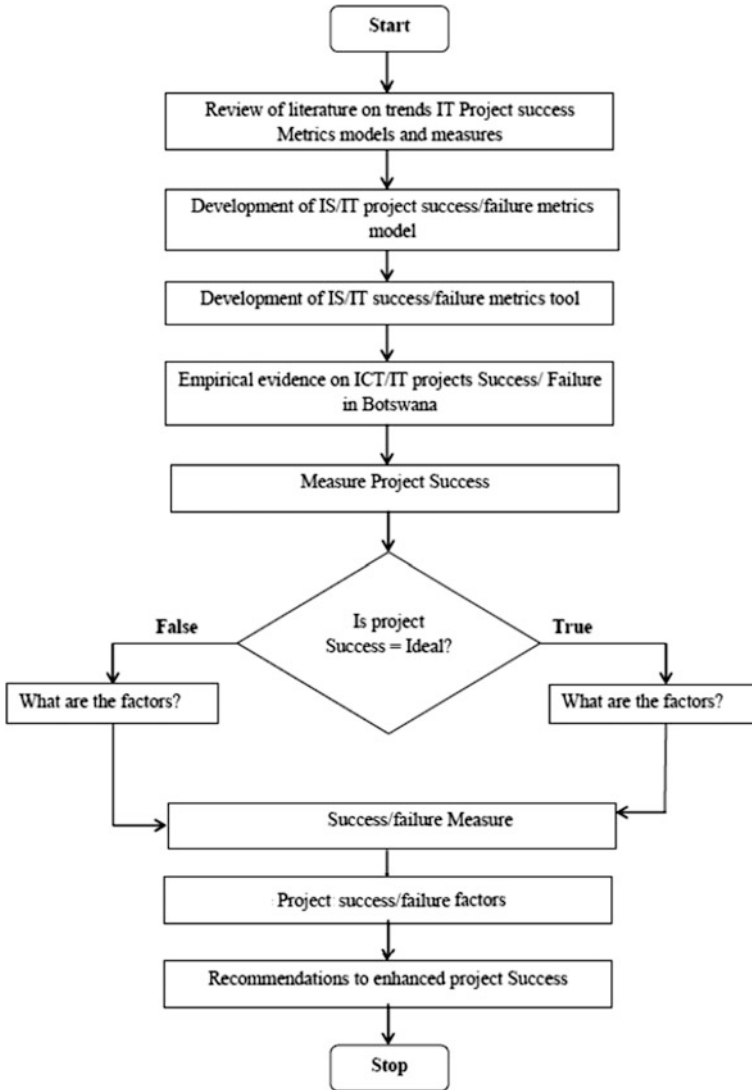 Start
Review of literature on trends IT Project success
Metrics models and measures
Development of IS/IT project success/failure metrics
model
Development of IS/IT success/failure metrics tool
Empirical evidence on ICT/IT projects Success/ Failure
in Botswana
Measure Project Success
Is project
Success = Ideal?
False
True
What are the factors?
What are the factors?
Success/failure Measure
Project success/failure factors
Recommendations to enhanced project Success
Stop